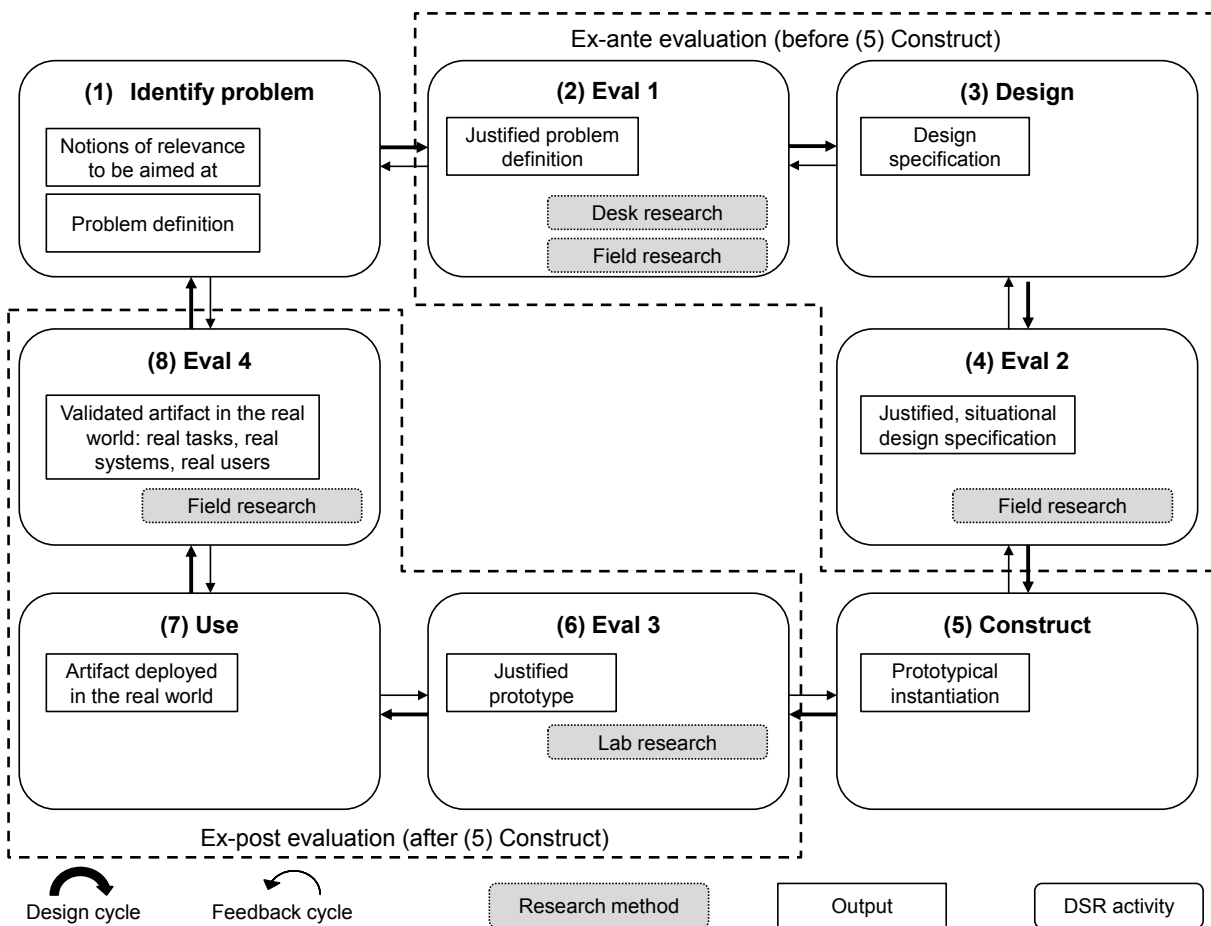 Ex-ante evaluation (before (5) Construct)
(1) Identify problem
Notions of relevance
to be aimed at
Problem definition
(2) Eval 1
Justified problem
definition
Desk research
Field research
(3) Design
Design
specification
(8) Eval 4
Validated artifact in the real
world: real tasks, real
systems, real users
Field research
(4) Eval 2
Justified, situational
design specification
Field research
(7) Use
Artifact deployed
in the real world
(6) Eval 3
Justified
prototype
Lab research
(5) Construct
Prototypical
instantiation
Ex-post evaluation (after (5) Construct)
Design cycle
Feedback cycle
Research method
Output
DSR activity